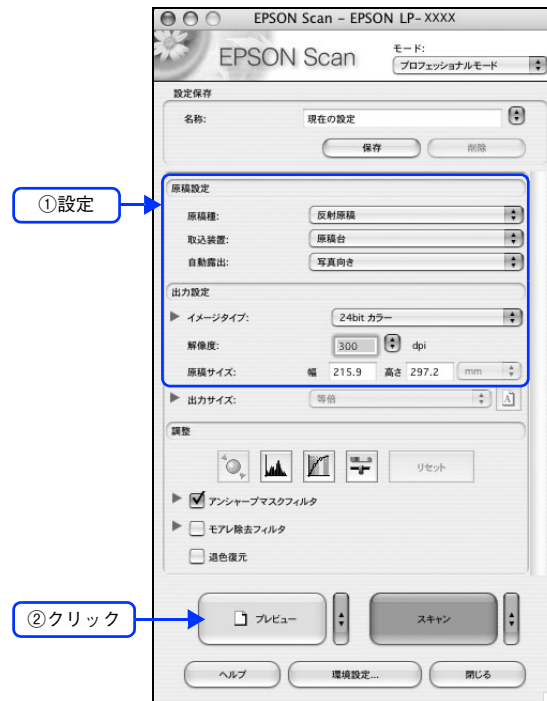 EPSON Scan - EPSON LP-XXXX
EPSON Scan
モード:
プロフェッショナルモード
設定保存
名称: 現在の設定
保存 削除
①設定
原稿設定
原稿種: 反射原稿
取込装置: 原稿台
自動露出: 写真向き
出力設定
イメージタイプ: 24bit カラー
解像度: 300 dpi
原稿サイズ: 幅 215.9 高さ 297.2 mm
出力サイズ: 等倍
調整
リセット
アンシャープマスクフィルタ
モアレ除去フィルタ
退色復元
②クリック
プレビュー スキャン
ヘルプ 環境設定... 閉じる